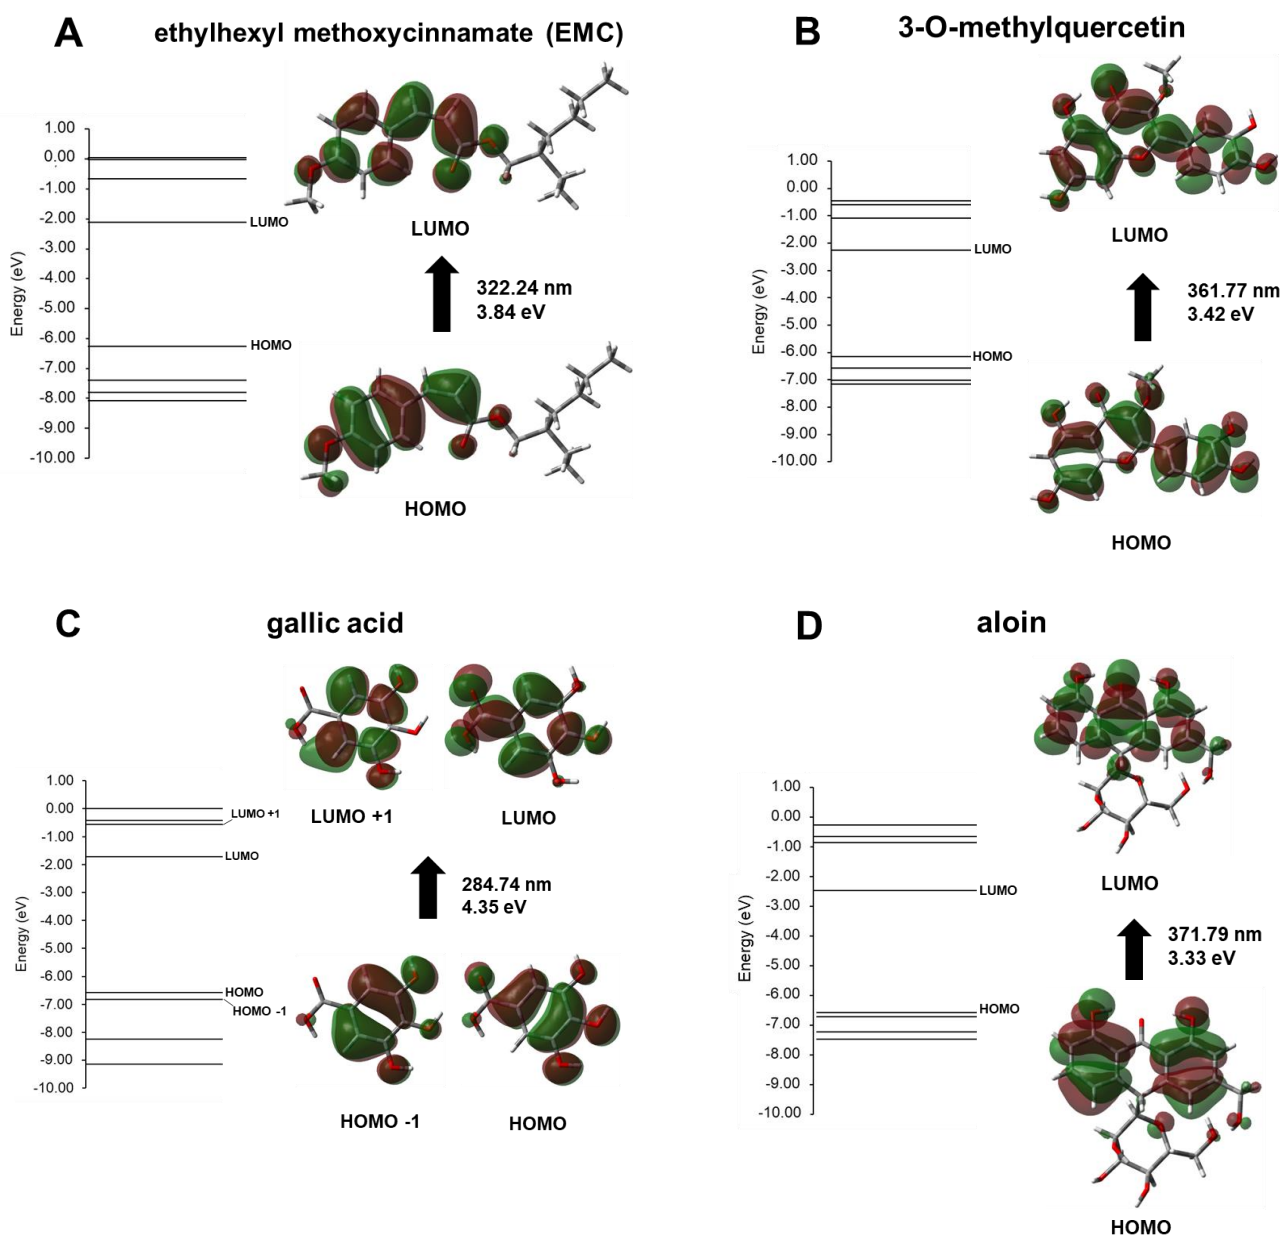 A
ethylhexyl methoxycinnamate (EMC)
1.00
0.00
-1.00
-2.00
-3.00
-4.00
-5.00
-6.00
-7.00
-8.00
-9.00
-10.00
Energy (eV)
LUMO
HOMO
LUMO
322.24 nm
3.84 eV
HOMO
B
3-O-methylquercetin
1.00
0.00
-1.00
-2.00
-3.00
-4.00
-5.00
-6.00
-7.00
-8.00
-9.00
-10.00
Energy (eV)
LUMO
HOMO
LUMO
361.77 nm
3.42 eV
HOMO
C
gallic acid
1.00
0.00
-1.00
-2.00
-3.00
-4.00
-5.00
-6.00
-7.00
-8.00
-9.00
-10.00
Energy (eV)
LUMO +1
LUMO
HOMO
HOMO -1
LUMO +1
LUMO
284.74 nm
4.35 eV
HOMO -1
HOMO
D
aloin
1.00
0.00
-1.00
-2.00
-3.00
-4.00
-5.00
-6.00
-7.00
-8.00
-9.00
-10.00
Energy (eV)
LUMO
HOMO
LUMO
371.79 nm
3.33 eV
HOMO